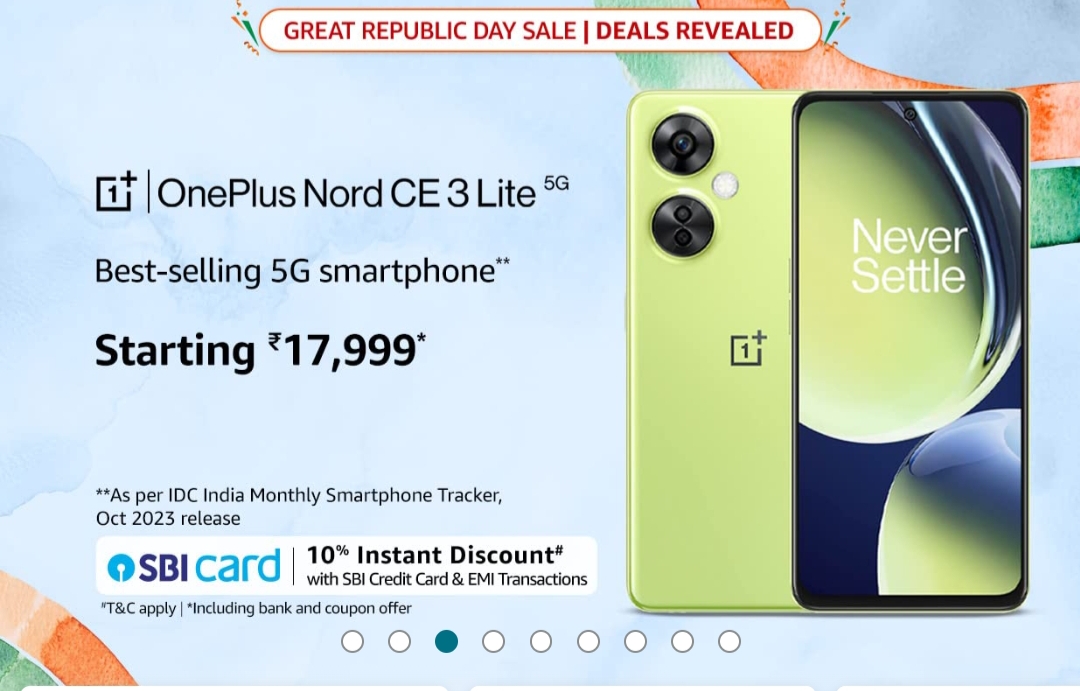 GREAT REPUBLIC DAY SALE | DEALS REVEALED
1+ | OnePlus Nord CE 3 Lite 5G
Best-selling 5G smartphone**
Starting ₹17,999*
Never
Settle
1+
**As per IDC India Monthly Smartphone Tracker,
Oct 2023 release
SBI card | 10% Instant Discount#
with SBI Credit Card & EMI Transactions
#T&C apply | *Including bank and coupon offer